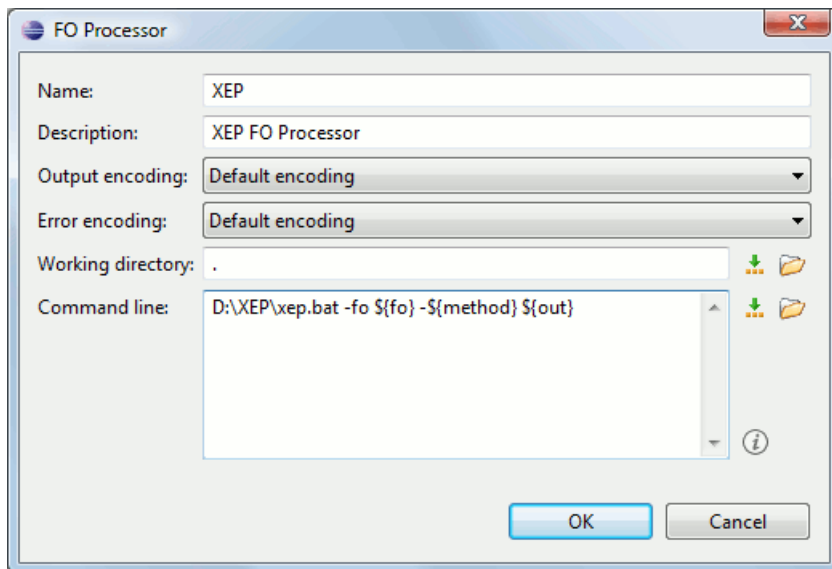 FO Processor
Name: XEP
Description: XEP FO Processor
Output encoding: Default encoding
Error encoding: Default encoding
Working directory: .
Command line: D:\XEP\xep.bat -fo ${fo} -${method} ${out}
OK Cancel